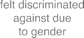 felt discriminated
against due
to gender